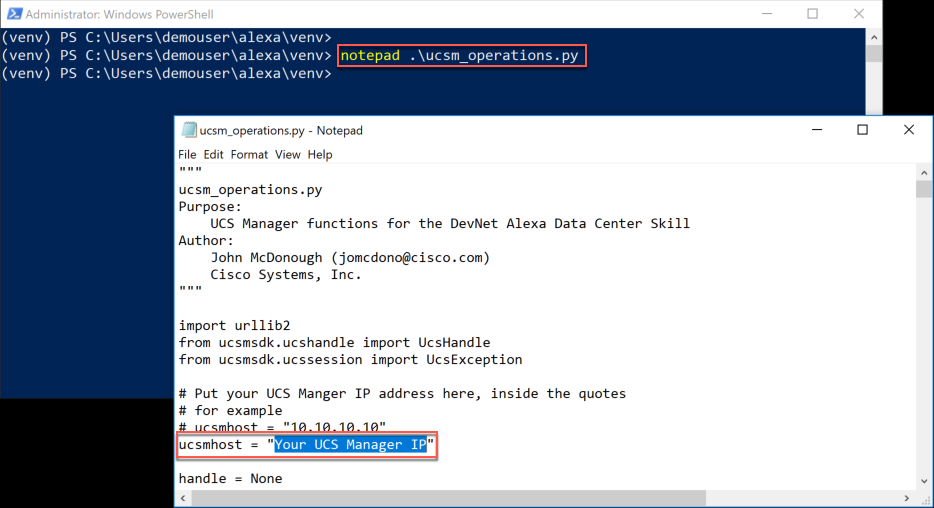 Administrator: Windows PowerShell
(venv) PS C:\Users\demouser\alexa\venv>
(venv) PS C:\Users\demouser\alexa\venv> notepad .\ucsm_operations.py
(venv) PS C:\Users\demouser\alexa\venv>
ucsm_operations.py - Notepad
File Edit Format View Help
"""
ucsm_operations.py
Purpose:
    UCS Manager functions for the DevNet Alexa Data Center Skill
Author:
    John McDonough (jomcdono@cisco.com)
    Cisco Systems, Inc.
"""
import urllib2
from ucsmsdk.ucshandle import UcsHandle
from ucsmsdk.ucssession import UcsException
# Put your UCS Manger IP address here, inside the quotes
# for example
# ucsmhost = "10.10.10.10"
ucsmhost = "Your UCS Manager IP"
handle = None